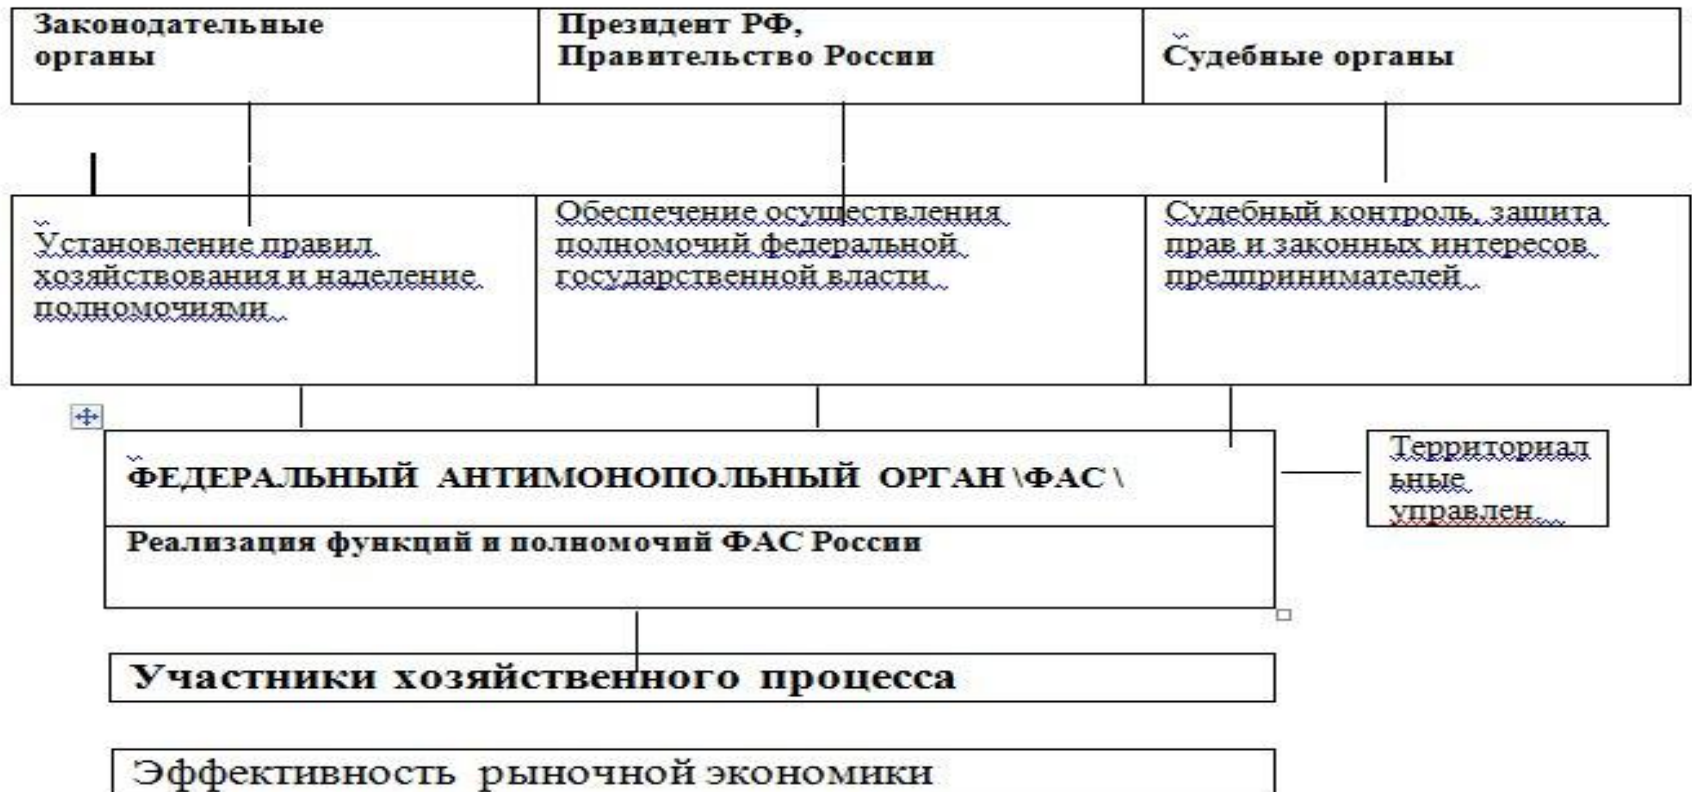 Законодательные
органы
Президент РФ,
Правительство России
Судебные органы
Установление правил
хозяйствования и наделение
полномочиями
Обеспечение осуществления
полномочий федеральной
государственной власти
Судебный контроль, защита
прав и законных интересов
предпринимателей
ФЕДЕРАЛЬНЫЙ АНТИМОНОПОЛЬНЫЙ ОРГАН \ФАС \
Территориал
ьные
управлен
Реализация функций и полномочий ФАС России
Участники хозяйственного процесса
Эффективность рыночной экономики